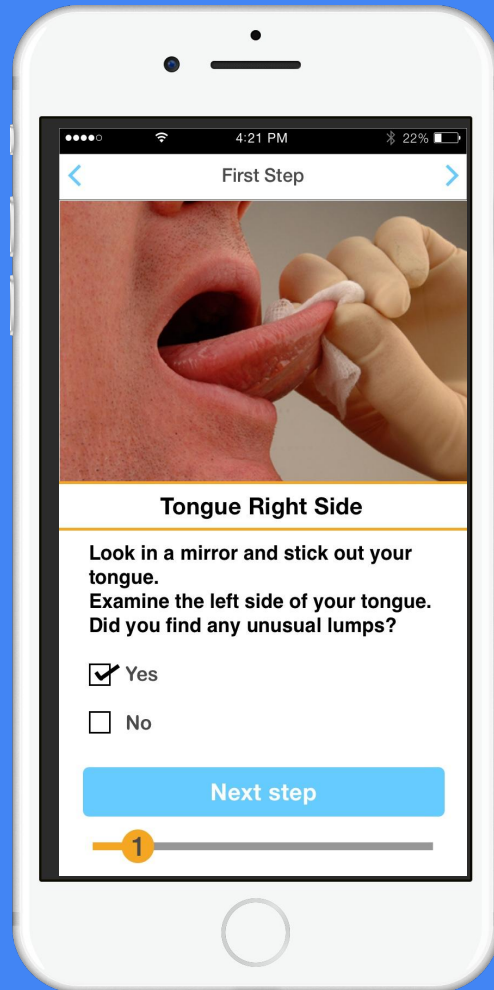 4:21 PM
22%
First Step
Tongue Right Side
Look in a mirror and stick out your
tongue.
Examine the left side of your tongue.
Did you find any unusual lumps?
Yes
No
Next step
1